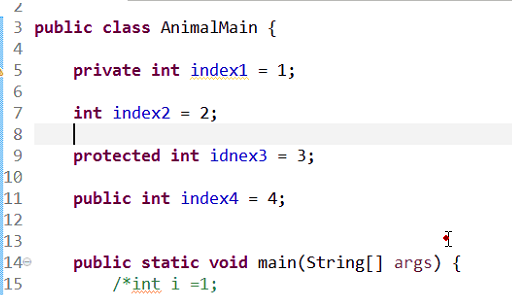 2
3 public class AnimalMain {
4
5 private int index1 = 1;
6
7 int index2 = 2;
8
9 protected int idnex3 = 3;
10
11 public int index4 = 4;
12
13
14 public static void main(String[] args) {
15 /*int i =1;